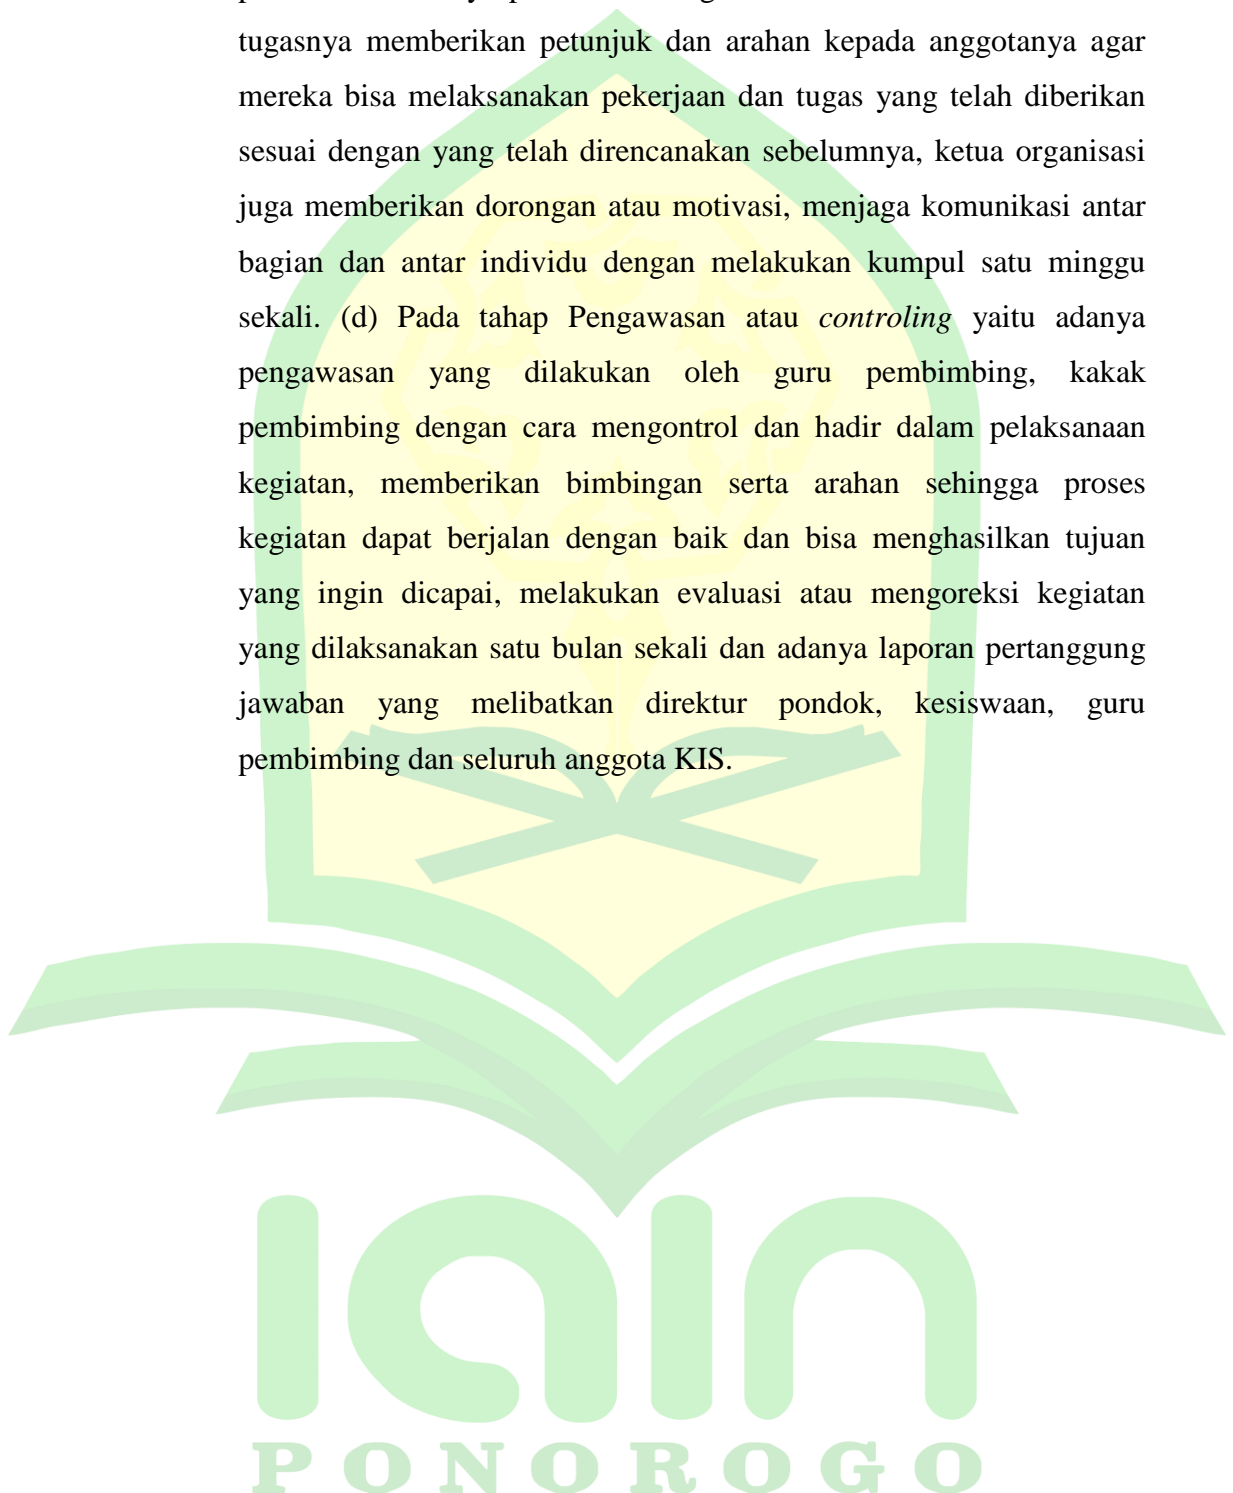 tugasnya memberikan petunjuk dan arahan kepada anggotanya agar
mereka bisa melaksanakan pekerjaan dan tugas yang telah diberikan
sesuai dengan yang telah direncanakan sebelumnya, ketua organisasi
juga memberikan dorongan atau motivasi, menjaga komunikasi antar
bagian dan antar individu dengan melakukan kumpul satu minggu
sekali. (d) Pada tahap Pengawasan atau controling yaitu adanya
pengawasan yang dilakukan oleh guru pembimbing, kakak
pembimbing dengan cara mengontrol dan hadir dalam pelaksanaan
kegiatan, memberikan bimbingan serta arahan sehingga proses
kegiatan dapat berjalan dengan baik dan bisa menghasilkan tujuan
yang ingin dicapai, melakukan evaluasi atau mengoreksi kegiatan
yang dilaksanakan satu bulan sekali dan adanya laporan pertanggung
jawaban yang melibatkan direktur pondok, kesiswaan, guru
pembimbing dan seluruh anggota KIS.
iain
PONOROGO